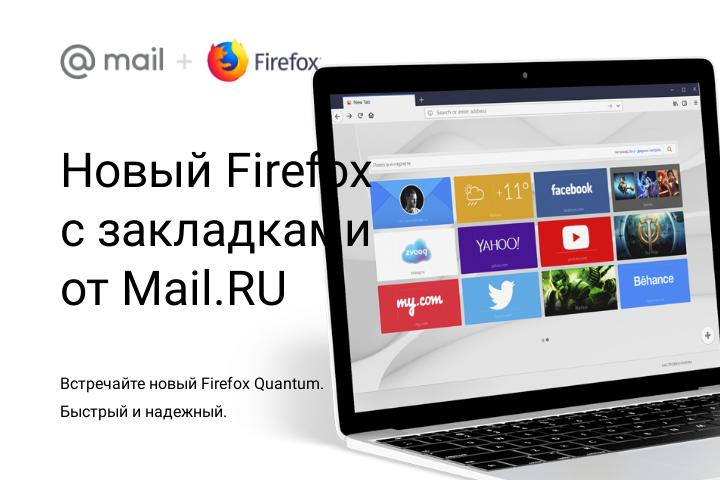 @ mail + Firefox
Новый Firefox
с закладками
от Mail.RU
Встречайте новый Firefox Quantum.
Быстрый и надежный.
New Tab
Search or enter address
Поиск в интернете
+11°
facebook
zvooq
YAHOO!
my.com
Bēhance